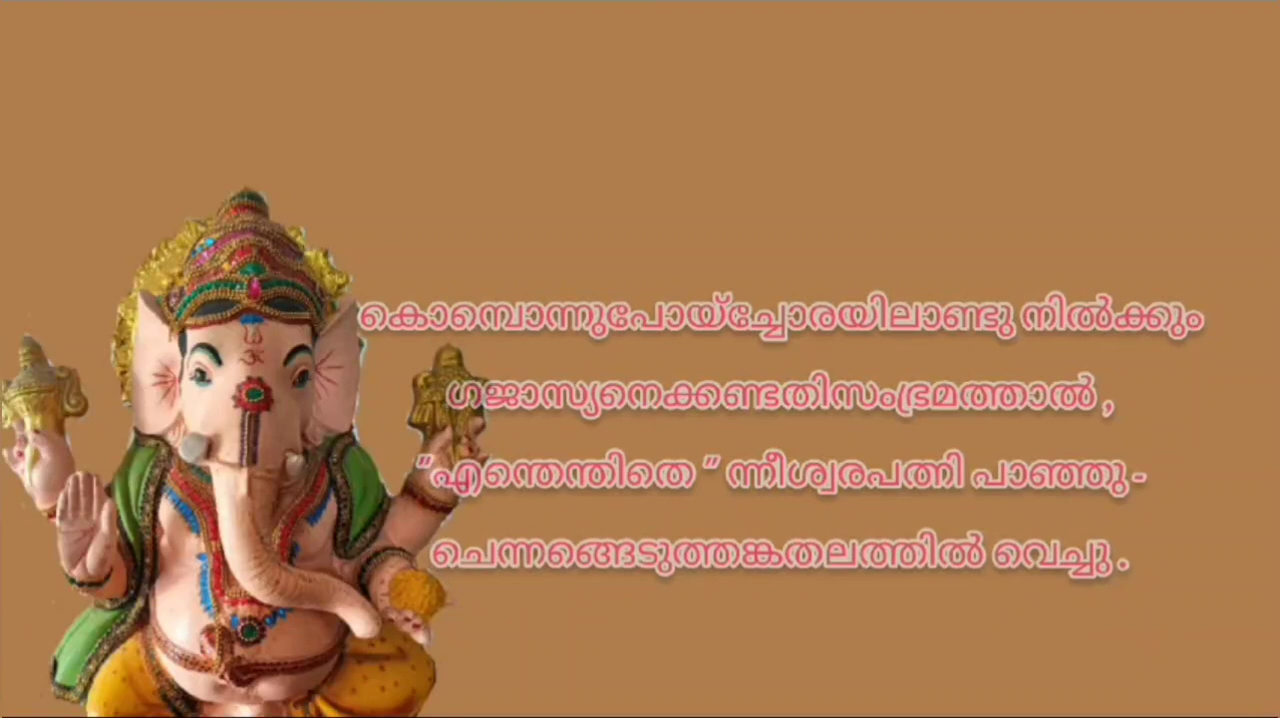 കൊമ്പൊന്നുപോയ്ച്ചോരയിലാണ്ടു നിൽക്കും
ഗജാസ്യനെക്കണ്ടതിസംഭ്രമത്താൽ ,
"എന്തെന്തിതെ " ന്നീശ്വരപത്നി പാഞ്ഞു -
ചെന്നങ്ങെടുത്തങ്കതലത്തിൽ വെച്ചു .